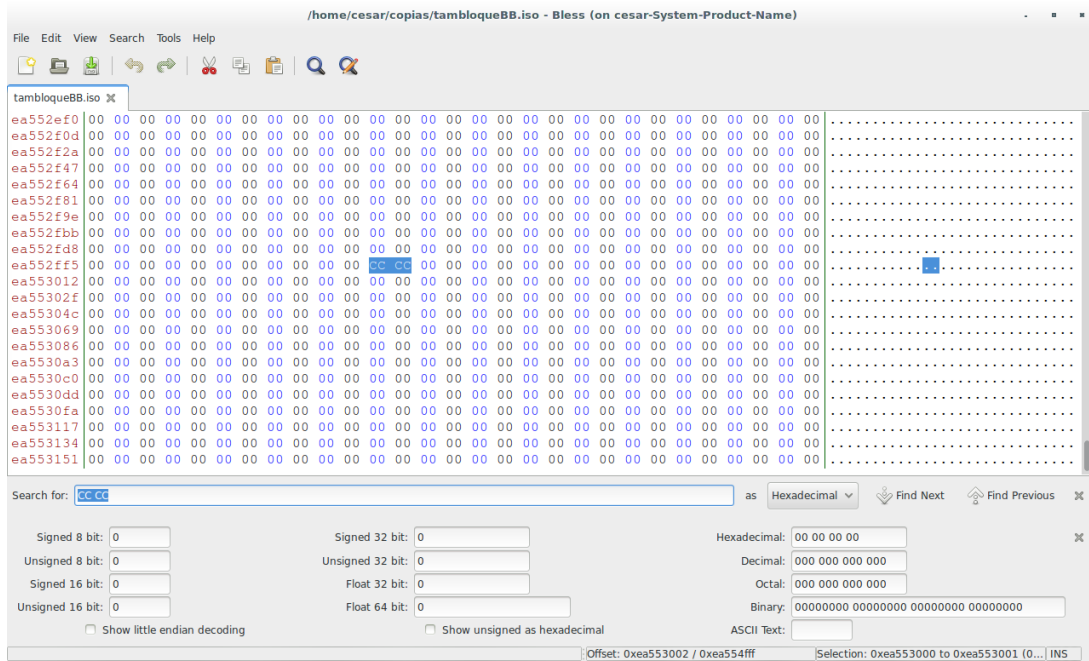 /home/cesar/copias/tambloqueBB.iso - Bless (on cesar-System-Product-Name)
File Edit View Search Tools Help
tambloqueBB.iso
ea552ef0 00 00 00 00 00 00 00 00 00 00 00 00 00 00 00 00 00 00 00 00 00 00 00 00 00 00 00 00 00 .............................
ea552f0d 00 00 00 00 00 00 00 00 00 00 00 00 00 00 00 00 00 00 00 00 00 00 00 00 00 00 00 00 00 .............................
ea552f2a 00 00 00 00 00 00 00 00 00 00 00 00 00 00 00 00 00 00 00 00 00 00 00 00 00 00 00 00 00 .............................
ea552f47 00 00 00 00 00 00 00 00 00 00 00 00 00 00 00 00 00 00 00 00 00 00 00 00 00 00 00 00 00 .............................
ea552f64 00 00 00 00 00 00 00 00 00 00 00 00 00 00 00 00 00 00 00 00 00 00 00 00 00 00 00 00 00 .............................
ea552f81 00 00 00 00 00 00 00 00 00 00 00 00 00 00 00 00 00 00 00 00 00 00 00 00 00 00 00 00 00 .............................
ea552f9e 00 00 00 00 00 00 00 00 00 00 00 00 00 00 00 00 00 00 00 00 00 00 00 00 00 00 00 00 00 .............................
ea552fbb 00 00 00 00 00 00 00 00 00 00 00 00 00 00 00 00 00 00 00 00 00 00 00 00 00 00 00 00 00 .............................
ea552fd8 00 00 00 00 00 00 00 00 00 00 00 00 00 00 00 00 00 00 00 00 00 00 00 00 00 00 00 00 00 .............................
ea552ff5 00 00 00 00 00 00 00 00 00 00 00 CC CC 00 00 00 00 00 00 00 00 00 00 00 00 00 00 00 00 .............................
ea553012 00 00 00 00 00 00 00 00 00 00 00 00 00 00 00 00 00 00 00 00 00 00 00 00 00 00 00 00 00 .............................
ea55302f 00 00 00 00 00 00 00 00 00 00 00 00 00 00 00 00 00 00 00 00 00 00 00 00 00 00 00 00 00 .............................
ea55304c 00 00 00 00 00 00 00 00 00 00 00 00 00 00 00 00 00 00 00 00 00 00 00 00 00 00 00 00 00 .............................
ea553069 00 00 00 00 00 00 00 00 00 00 00 00 00 00 00 00 00 00 00 00 00 00 00 00 00 00 00 00 00 .............................
ea553086 00 00 00 00 00 00 00 00 00 00 00 00 00 00 00 00 00 00 00 00 00 00 00 00 00 00 00 00 00 .............................
ea5530a3 00 00 00 00 00 00 00 00 00 00 00 00 00 00 00 00 00 00 00 00 00 00 00 00 00 00 00 00 00 .............................
ea5530c0 00 00 00 00 00 00 00 00 00 00 00 00 00 00 00 00 00 00 00 00 00 00 00 00 00 00 00 00 00 .............................
ea5530dd 00 00 00 00 00 00 00 00 00 00 00 00 00 00 00 00 00 00 00 00 00 00 00 00 00 00 00 00 00 .............................
ea5530fa 00 00 00 00 00 00 00 00 00 00 00 00 00 00 00 00 00 00 00 00 00 00 00 00 00 00 00 00 00 .............................
ea553117 00 00 00 00 00 00 00 00 00 00 00 00 00 00 00 00 00 00 00 00 00 00 00 00 00 00 00 00 00 .............................
ea553134 00 00 00 00 00 00 00 00 00 00 00 00 00 00 00 00 00 00 00 00 00 00 00 00 00 00 00 00 00 .............................
ea553151 00 00 00 00 00 00 00 00 00 00 00 00 00 00 00 00 00 00 00 00 00 00 00 00 00 00 00 00 00 .............................
Search for: CC CC as Hexadecimal Find Next Find Previous
Signed 8 bit: 0 Signed 32 bit: 0 Hexadecimal: 00 00 00 00
Unsigned 8 bit: 0 Unsigned 32 bit: 0 Decimal: 000 000 000 000
Signed 16 bit: 0 Float 32 bit: 0 Octal: 000 000 000 000
Unsigned 16 bit: 0 Float 64 bit: 0 Binary: 00000000 00000000 00000000 00000000
Show little endian decoding Show unsigned as hexadecimal ASCII Text:
Offset: 0xea553002 / 0xea554fff Selection: 0xea553000 to 0xea553001 (0... INS